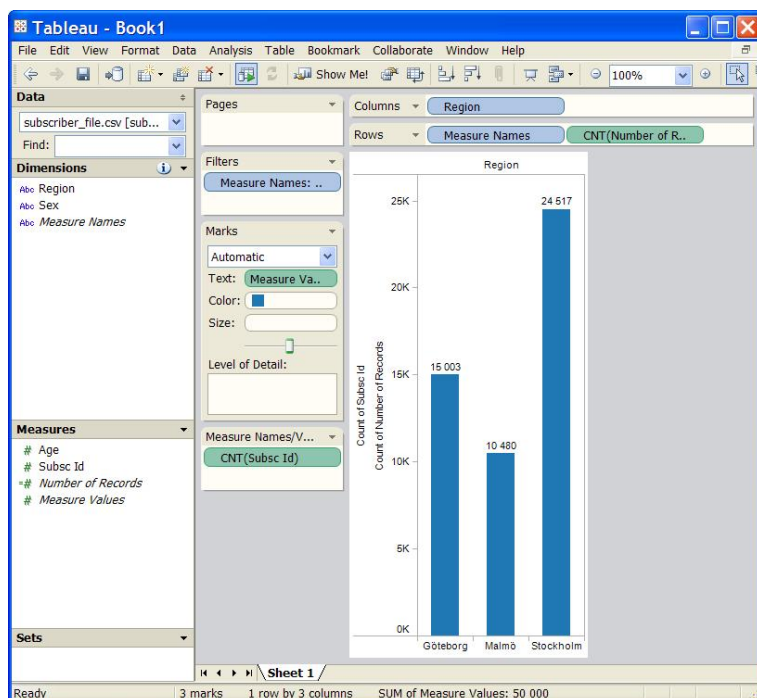 Tableau - Book1
File Edit View Format Data Analysis Table Bookmark Collaborate Window Help
Show Me! 100%
Data
subscriber_file.csv [sub...
Find:
Dimensions
Abc Region
Abc Sex
Abc Measure Names
Measures
# Age
# Subsc Id
=# Number of Records
# Measure Values
Sets
Pages
Filters
Measure Names: ..
Marks
Automatic
Text: Measure Va..
Color:
Size:
Level of Detail:
Measure Names/V...
CNT(Subsc Id)
Columns Region
Rows Measure Names CNT(Number of R..
Region
Count of Subsc Id
Count of Number of Records
25K
20K
15K
10K
5K
0K
15 003
10 480
24 517
Göteborg Malmö Stockholm
Sheet 1
Ready 3 marks 1 row by 3 columns SUM of Measure Values: 50 000